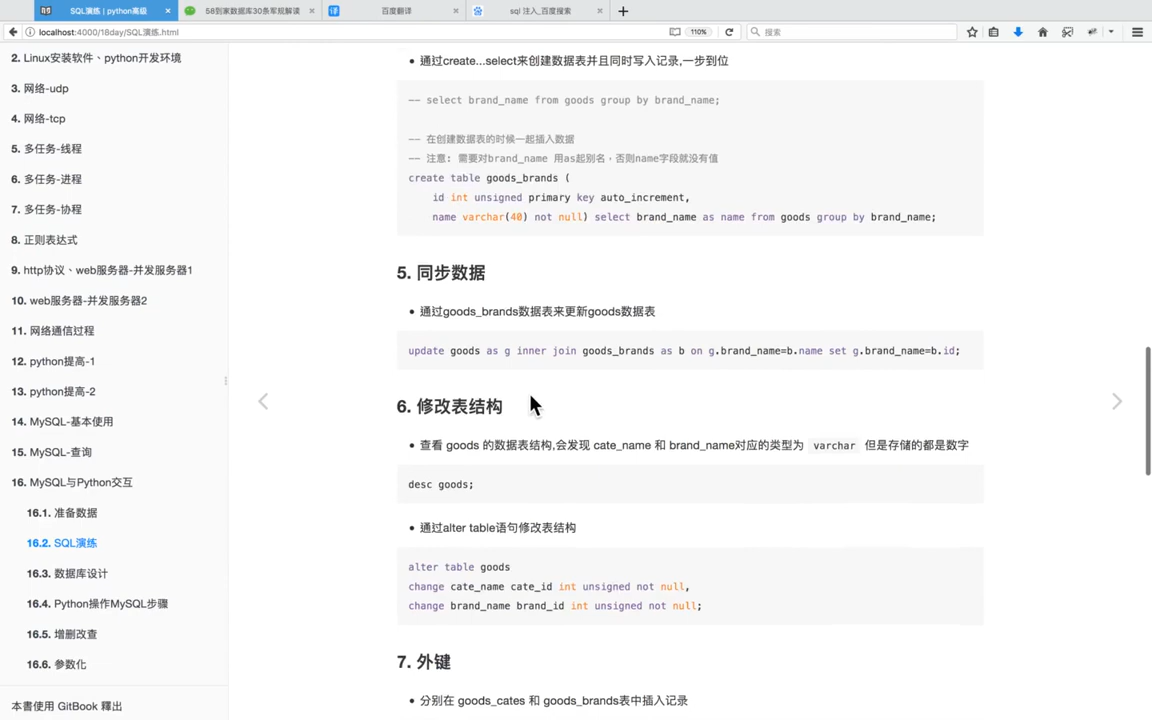 SQL演练 | python高级
58到家数据库30条军规解读
百度翻译
sql 注入_百度搜索
localhost:4000/18day/SQL演练.html
110%
搜索
2. Linux安装软件、python开发环境
3. 网络-udp
4. 网络-tcp
5. 多任务-线程
6. 多任务-进程
7. 多任务-协程
8. 正则表达式
9. http协议、web服务器-并发服务器1
10. web服务器-并发服务器2
11. 网络通信过程
12. python提高-1
13. python提高-2
14. MySQL-基本使用
15. MySQL-查询
16. MySQL与Python交互
16.1. 准备数据
16.2. SQL演练
16.3. 数据库设计
16.4. Python操作MySQL步骤
16.5. 增删改查
16.6. 参数化
本書使用 GitBook 釋出
• 通过create...select来创建数据表并且同时写入记录,一步到位
-- select brand_name from goods group by brand_name;
-- 在创建数据表的时候一起插入数据
-- 注意: 需要对brand_name 用as起别名，否则name字段就没有值
create table goods_brands (
id int unsigned primary key auto_increment,
name varchar(40) not null) select brand_name as name from goods group by brand_name;
5. 同步数据
• 通过goods_brands数据表来更新goods数据表
update goods as g inner join goods_brands as b on g.brand_name=b.name set g.brand_name=b.id;
6. 修改表结构
• 查看 goods 的数据表结构,会发现 cate_name 和 brand_name对应的类型为 varchar 但是存储的都是数字
desc goods;
• 通过alter table语句修改表结构
alter table goods
change cate_name cate_id int unsigned not null,
change brand_name brand_id int unsigned not null;
7. 外键
• 分别在 goods_cates 和 goods_brands表中插入记录